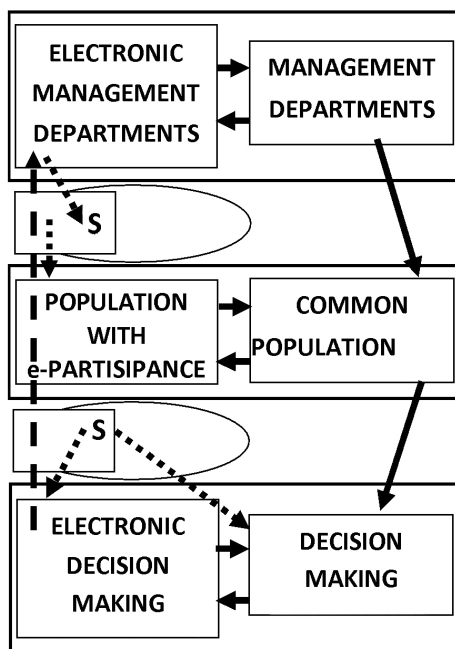 ELECTRONIC
MANAGEMENT
DEPARTMENTS
MANAGEMENT
DEPARTMENTS
S
POPULATION
WITH
e-PARTISIPANCE
COMMON
POPULATION
S
ELECTRONIC
DECISION
MAKING
DECISION
MAKING